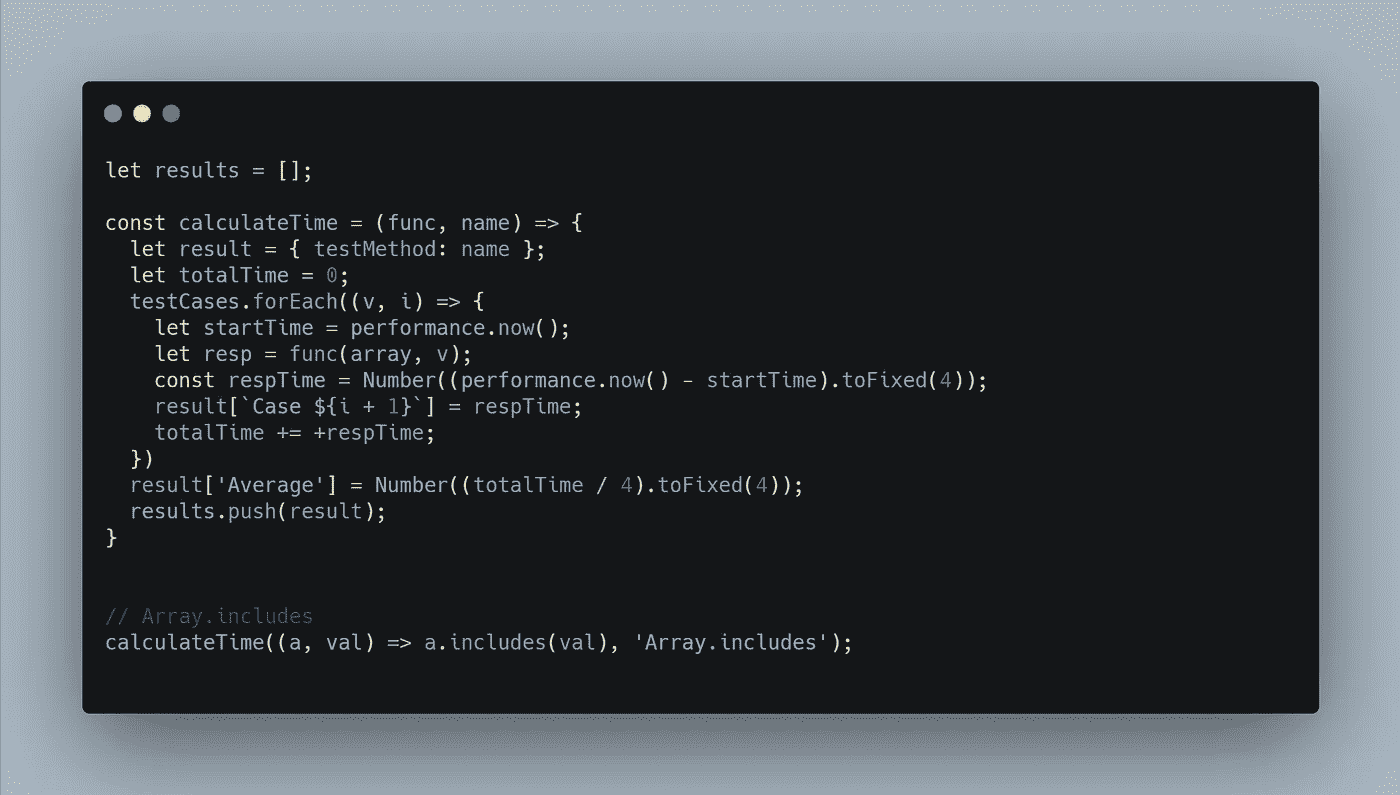 let results = [];

const calculateTime = (func, name) => {
  let result = { testMethod: name };
  let totalTime = 0;
  testCases.forEach((v, i) => {
    let startTime = performance.now();
    let resp = func(array, v);
    const respTime = Number((performance.now() - startTime).toFixed(4));
    result[`Case ${i + 1}`] = respTime;
    totalTime += +respTime;
  })
  result['Average'] = Number((totalTime / 4).toFixed(4));
  results.push(result);
}

// Array.includes
calculateTime((a, val) => a.includes(val), 'Array.includes');